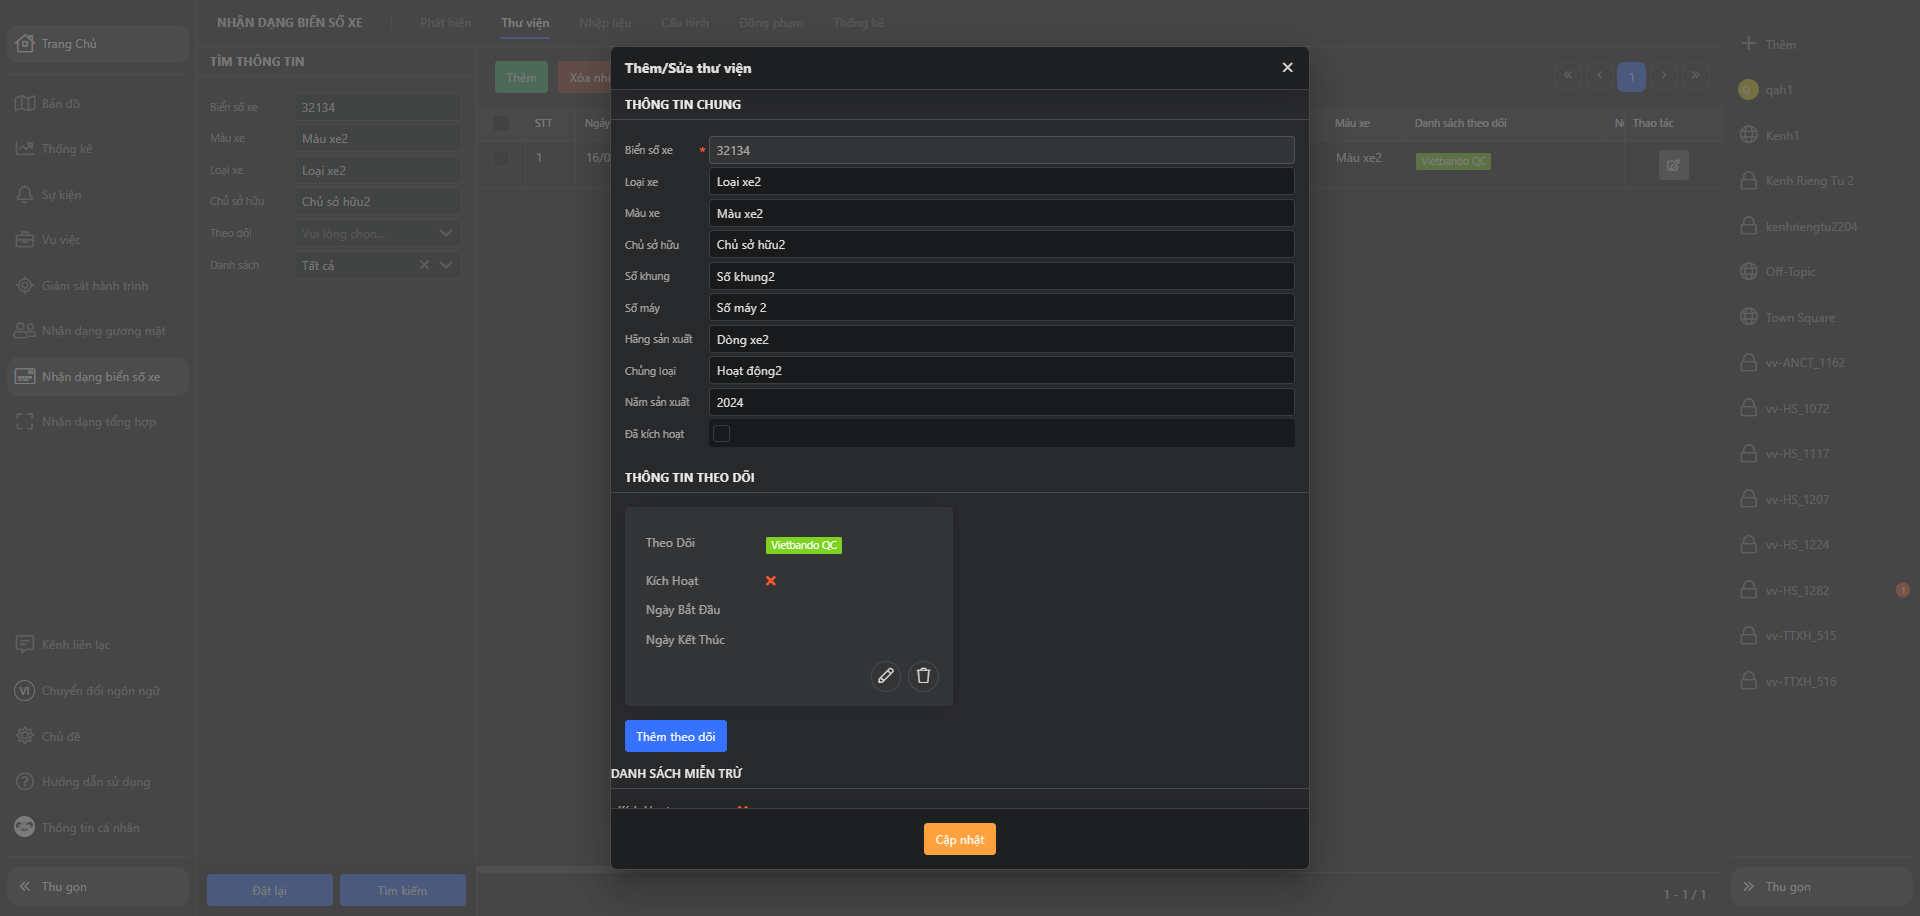 Trang Chủ
Bản đồ
Thống kê
Sự kiện
Vụ việc
Giám sát hành trình
Nhận dạng gương mặt
Nhận dạng biển số xe
Nhận dạng tổng hợp
Kênh liên lạc
VI Chuyển đổi ngôn ngữ
Chủ đề
Hướng dẫn sử dụng
Thông tin cá nhân
Thu gọn
NHẬN DẠNG BIỂN SỐ XE
Phát hiện
Thư viện
Nhập liệu
Cấu hình
Đồng phạm
Thống kê
TÌM THÔNG TIN
Biển số xe 32134
Màu xe Màu xe2
Loại xe Loại xe2
Chủ sở hữu Chủ sở hữu2
Theo dõi Vui lòng chọn...
Danh sách Tất cả
Đặt lại
Tìm kiếm
Thêm
STT
1
1
Màu xe Danh sách theo dõi Thao tác
Màu xe2 Vietbando QC
1 - 1 / 1
Thêm/Sửa thư viện
THÔNG TIN CHUNG
Biển số xe * 32134
Loại xe Loại xe2
Màu xe Màu xe2
Chủ sở hữu Chủ sở hữu2
Số khung Số khung2
Số máy Số máy 2
Hãng sản xuất Dòng xe2
Chủng loại Hoạt động2
Năm sản xuất 2024
Đã kích hoạt
THÔNG TIN THEO DÕI
Theo Dõi Vietbando QC
Kích Hoạt
Ngày Bắt Đầu
Ngày Kết Thúc
Thêm theo dõi
DANH SÁCH MIỄN TRỪ
Cập nhật
Thêm
Q qah1
Kenh1
Kenh Rieng Tu 2
kenhriengtu2204
Off-Topic
Town Square
vv-ANCT_1162
vv-HS_1072
vv-HS_1117
vv-HS_1207
vv-HS_1224
vv-HS_1282 1
vv-TTXH_515
vv-TTXH_516
Thu gọn